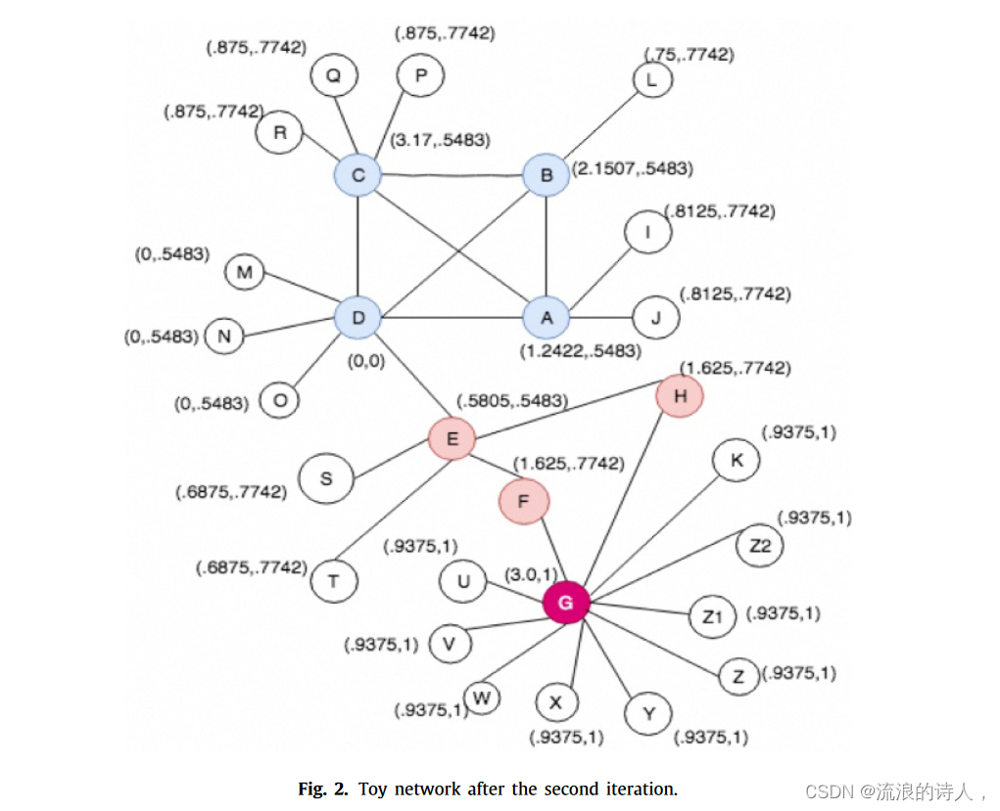 (.875,.7742)
(.875,.7742)
(.75,.7742)
Q
P
L
(.875,.7742)
R
(3.17,.5483)
C
B
(2.1507,.5483)
(.8125,.7742)
I
(0,.5483)
M
(.8125,.7742)
D
A
J
N
(0,.5483)
(1.2422,.5483)
(0,0)
(1.625,.7742)
H
(0,.5483)
O
(.5805,.5483)
E
(.9375,1)
K
(1.625,.7742)
S
(.6875,.7742)
F
(.9375,1)
Z2
(.9375,1)
(.6875,.7742)
T
U
(3.0,1)
G
Z1
(.9375,1)
(.9375,1)
V
Z
(.9375,1)
(.9375,1)
W
X
Y
(.9375,1)
(.9375,1)
Fig. 2. Toy network after the second iteration.
CSDN @流浪的诗人，